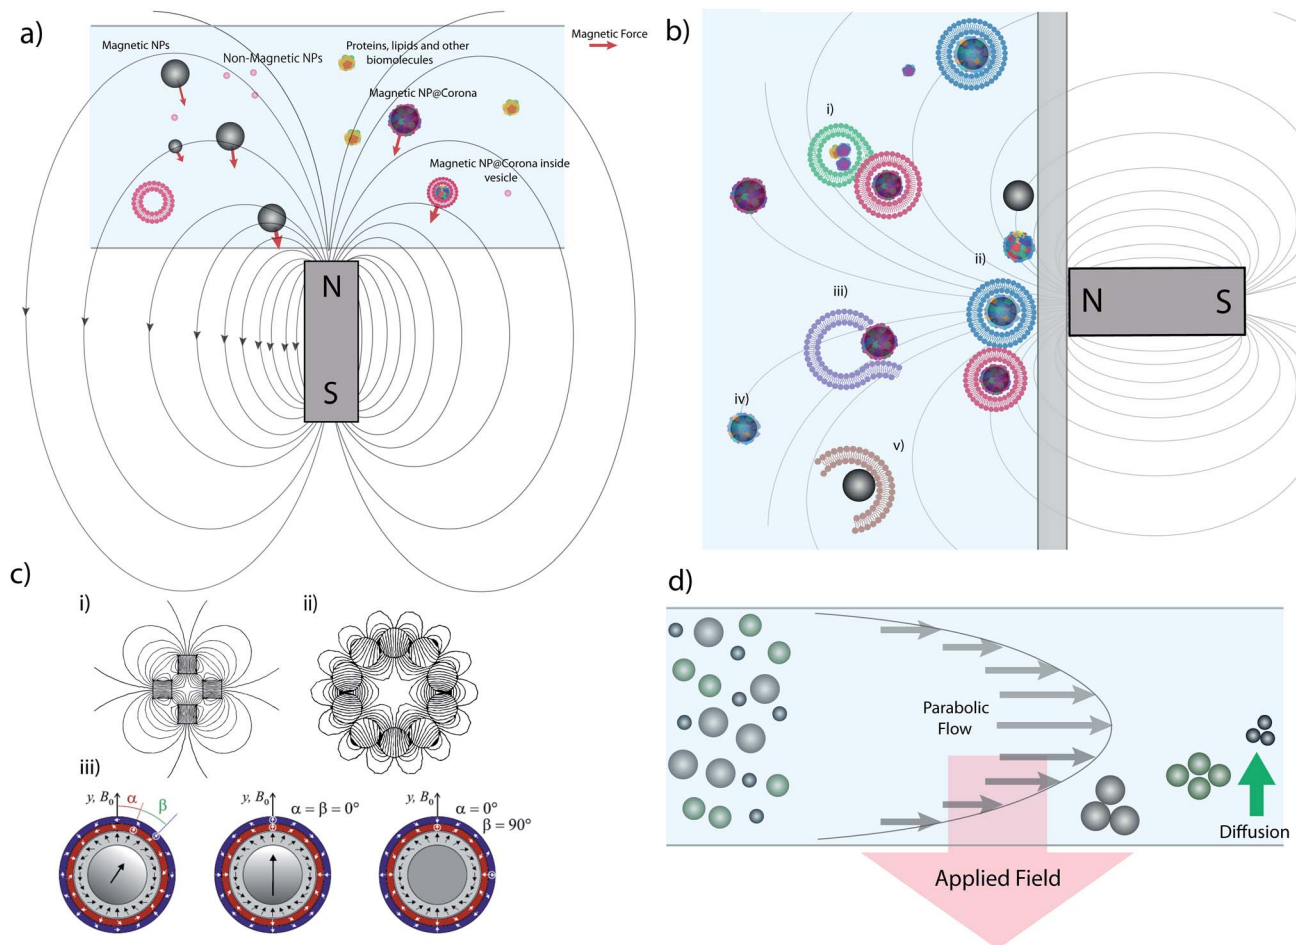 a)
Magnetic NPs
Non-Magnetic NPs
Proteins, lipids and other
biomolecules
Magnetic Force
Magnetic NP@Corona
Magnetic NP@Corona inside
vesicle
N
S
b)
i)
ii)
iii)
iv)
v)
N
S
c)
i)
ii)
iii)
y, B₀
α
β
y, B₀
α = β = 0°
y, B₀
α = 0°
β = 90°
d)
Parabolic
Flow
Applied Field
Diffusion